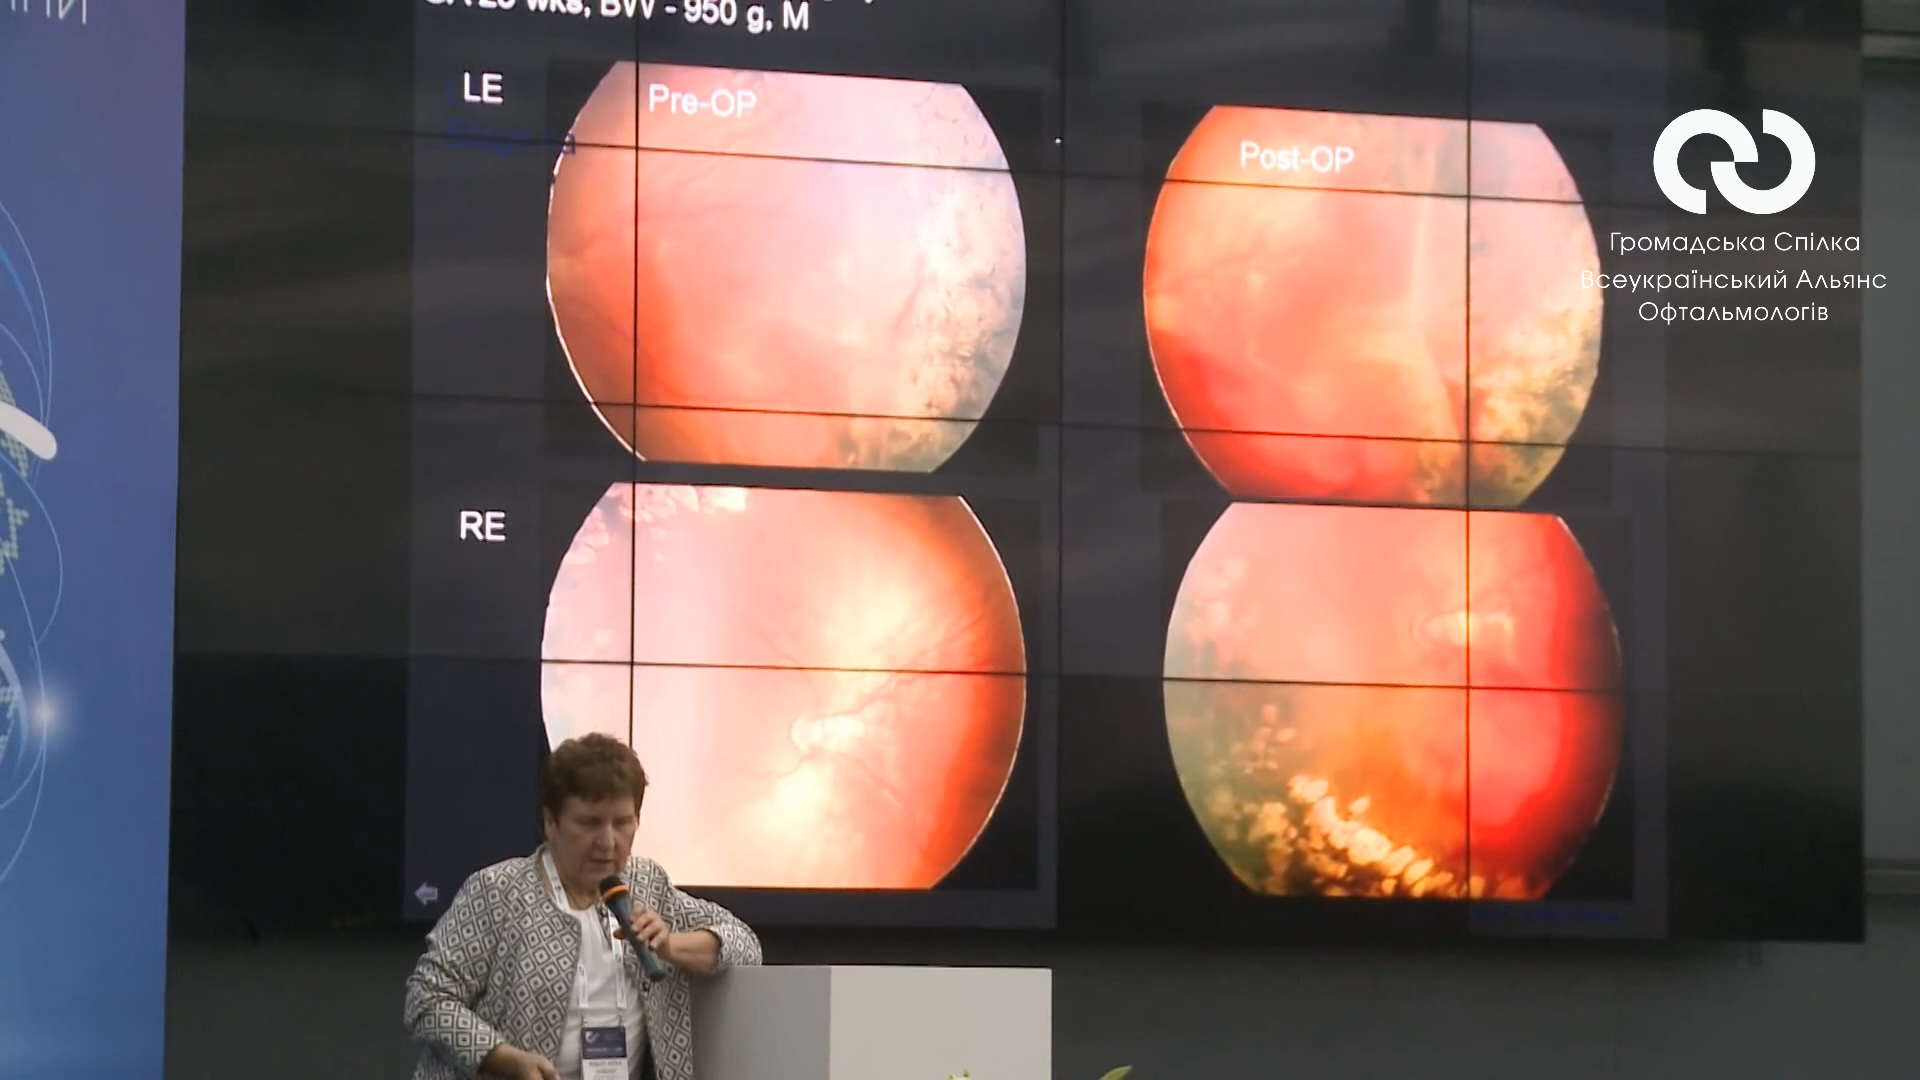 wks, BW - 950 g, M
LE
Pre-OP
Post-OP
RE
Громадська Спілка
Всеукраїнський Альянс
Офтальмологів